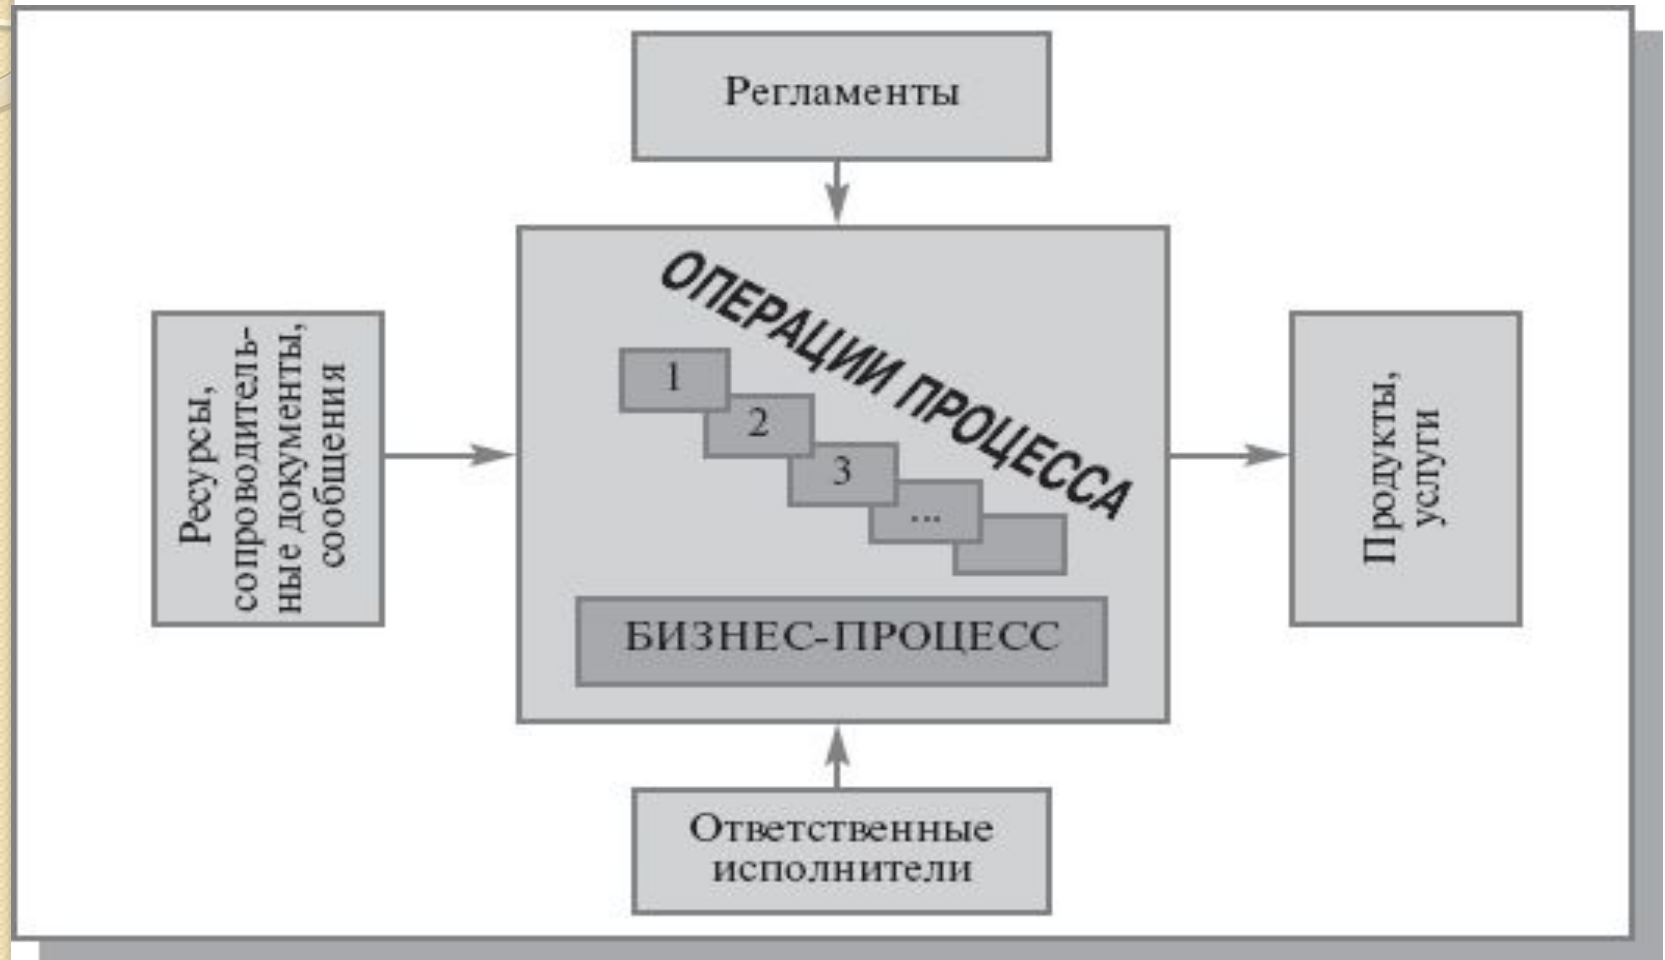 Регламенты
Ресурсы,
сопроводитель-
ные документы,
сообщения
ОПЕРАЦИИ ПРОЦЕССА
1
2
3
...
БИЗНЕС-ПРОЦЕСС
Продукты,
услуги
Ответственные
исполнители